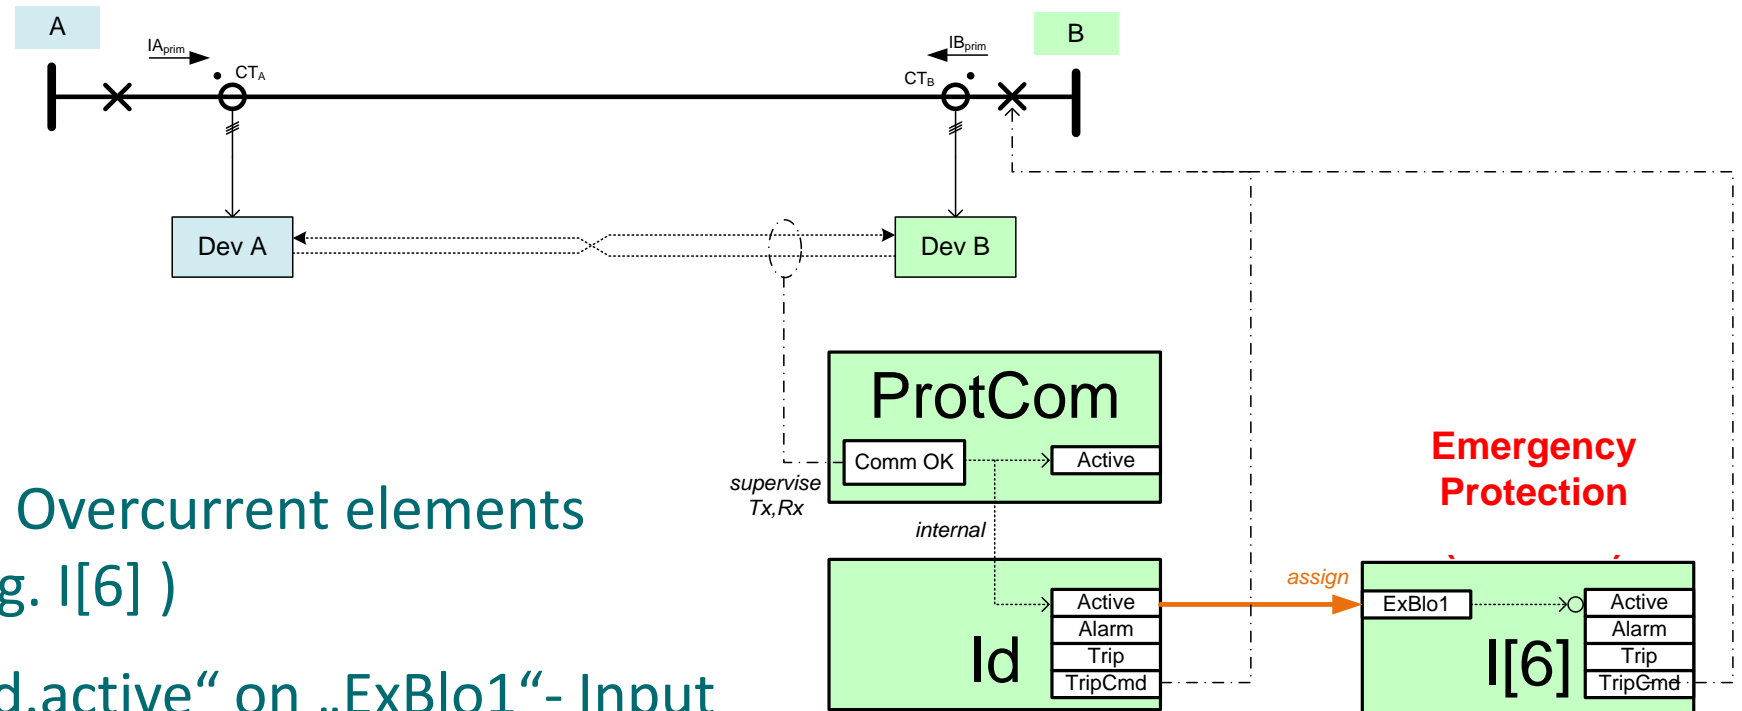 A
B
IAprim
IBprim
CTA
CTB
Dev A
Dev B
ProtCom
Comm OK
Active
supervise
Tx,Rx
internal
Emergency
Protection
Overcurrent elements
g. I[6] )
assign
Active
Alarm
Trip
TripCmd
Id
ExBlo1
Active
Alarm
Trip
TripCmd
I[6]
d.active“ on „ExBlo1“- Input